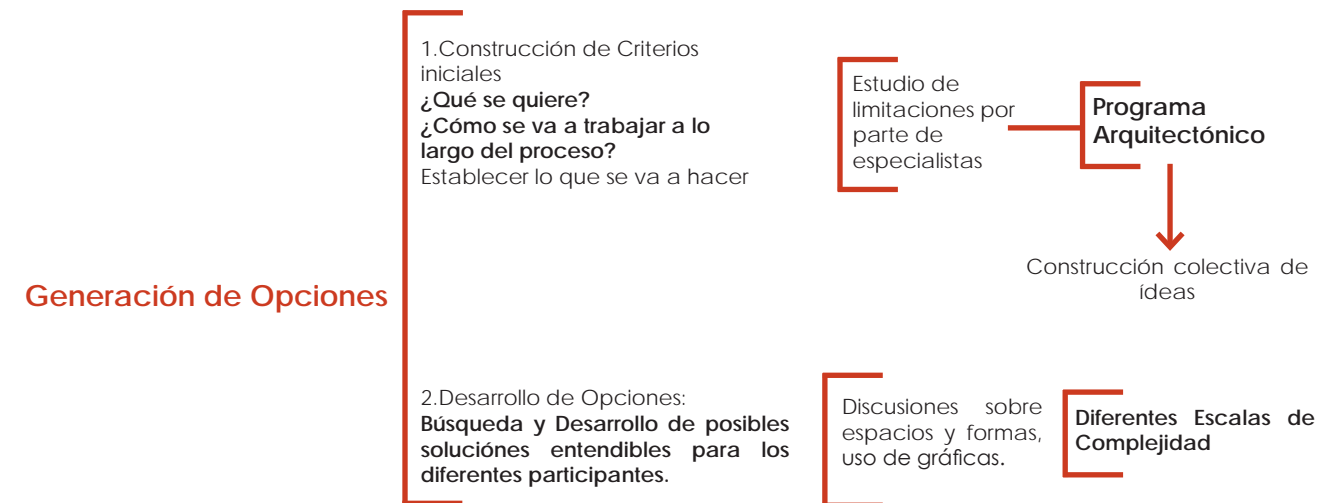 Generación de Opciones
1.Construcción de Criterios
iniciales
¿Qué se quiere?
¿Cómo se va a trabajar a lo
largo del proceso?
Establecer lo que se va a hacer
Estudio de
limitaciones por
parte de
especialistas
Programa
Arquitectónico
Construcción colectiva de
ídeas
2.Desarrollo de Opciones:
Búsqueda y Desarrollo de posibles
soluciónes entendibles para los
diferentes participantes.
Discusiones sobre
espacios y formas,
uso de gráficas.
Diferentes Escalas de
Complejidad